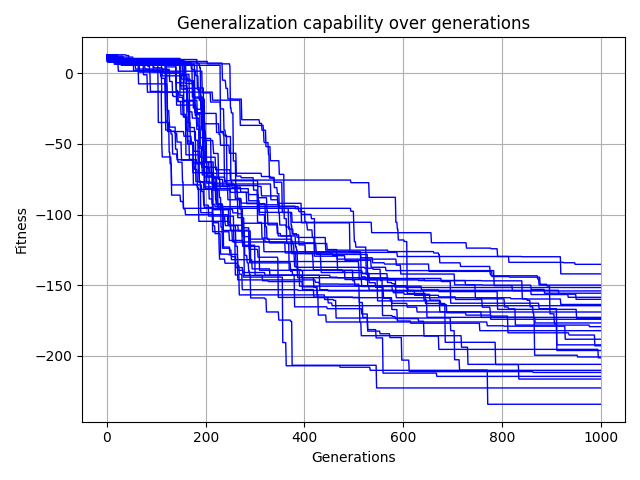 Generalization capability over generations
Fitness
0
−50
−100
−150
−200
0 200 400 600 800 1000
Generations